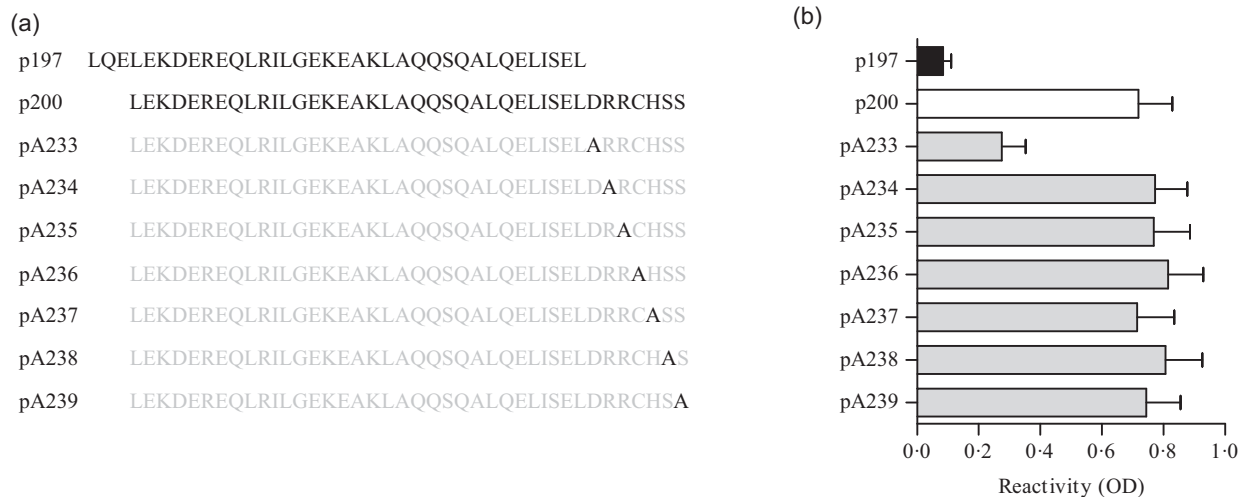 (a)
p197 LQELEKDEREQLRILGEKEAKLAQQSQALQELISEL
p200 LEKDEREQLRILGEKEAKLAQQSQALQELISELDRRCHSS
pA233 LEKDEREQLRILGEKEAKLAQQSQALQELISELARRCHSS
pA234 LEKDEREQLRILGEKEAKLAQQSQALQELISELDARCHSS
pA235 LEKDEREQLRILGEKEAKLAQQSQALQELISELDRACHSS
pA236 LEKDEREQLRILGEKEAKLAQQSQALQELISELDRRAHSS
pA237 LEKDEREQLRILGEKEAKLAQQSQALQELISELDRRCASS
pA238 LEKDEREQLRILGEKEAKLAQQSQALQELISELDRRCHAS
pA239 LEKDEREQLRILGEKEAKLAQQSQALQELISELDRRCHSA
(b)
p197
p200
pA233
pA234
pA235
pA236
pA237
pA238
pA239
0·0 0·2 0·4 0·6 0·8 1·0
Reactivity (OD)